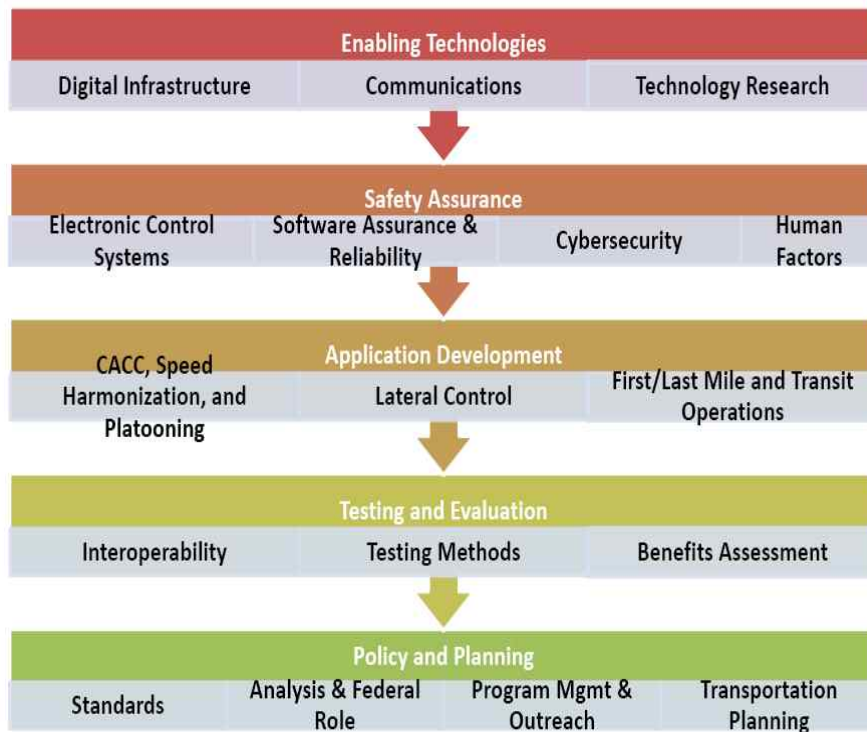 Enabling Technologies
Digital Infrastructure
Communications
Technology Research
Safety Assurance
Electronic Control
Systems
Software Assurance &
Reliability
Cybersecurity
Human
Factors
Application Development
CACC, Speed
Harmonization, and
Platooning
Lateral Control
First/Last Mile and Transit
Operations
Testing and Evaluation
Interoperability
Testing Methods
Benefits Assessment
Policy and Planning
Standards
Analysis & Federal
Role
Program Mgmt &
Outreach
Transportation
Planning